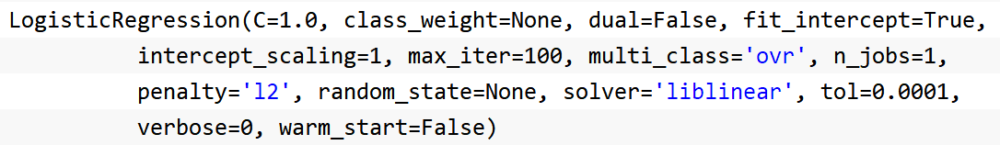 LogisticRegression(C=1.0, class_weight=None, dual=False, fit_intercept=True,
intercept_scaling=1, max_iter=100, multi_class='ovr', n_jobs=1,
penalty='l2', random_state=None, solver='liblinear', tol=0.0001,
verbose=0, warm_start=False)